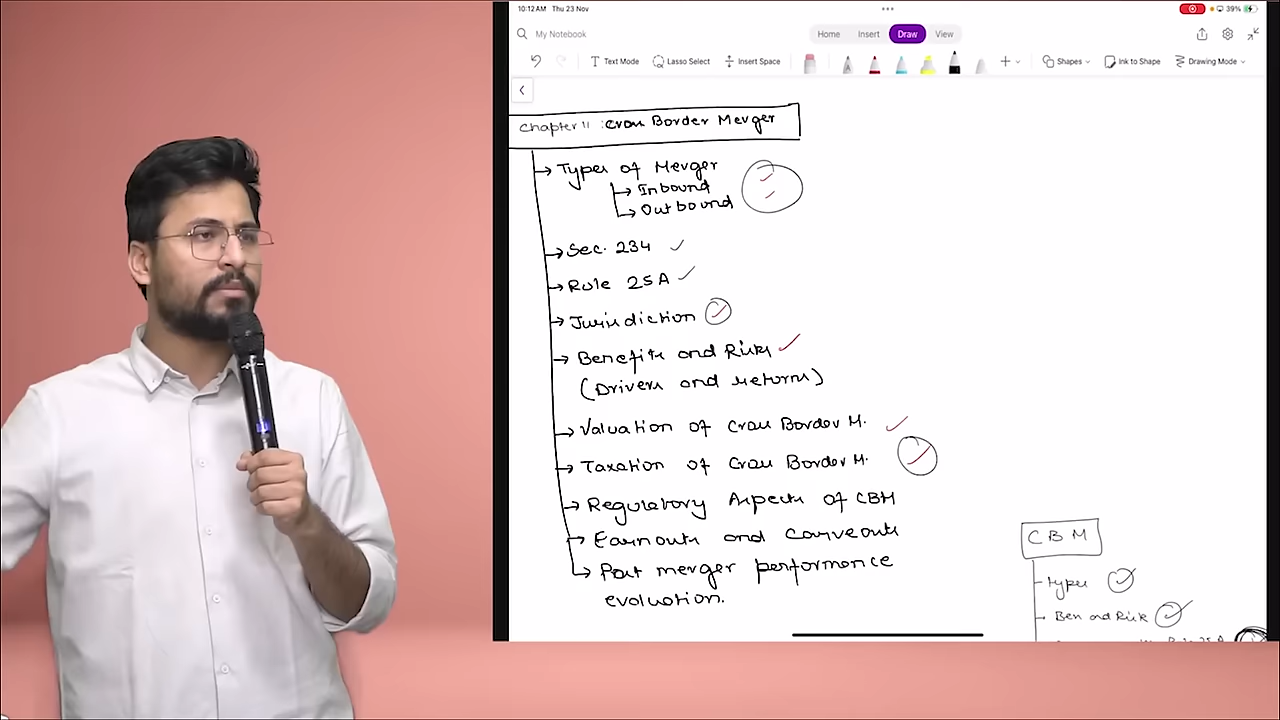 10:12 AM Thu 23 Nov
39%
My Notebook
Home Insert Draw View
Text Mode Lasso Select Insert Space Shapes Ink to Shape Drawing Mode
Chapter 11 : Cross Border Merger
Types of Merger
Inbound
Outbound
Sec. 234
Rule 25A
Jurisdiction
Benefits and Risks
(Drivers and returns)
Valuation of Cross Border M.
Taxation of Cross Border M.
Regulatory Aspects of CBM
Earnouts and Carveouts
Post merger performance
evaluation.
CBM
types
Ben and Risk